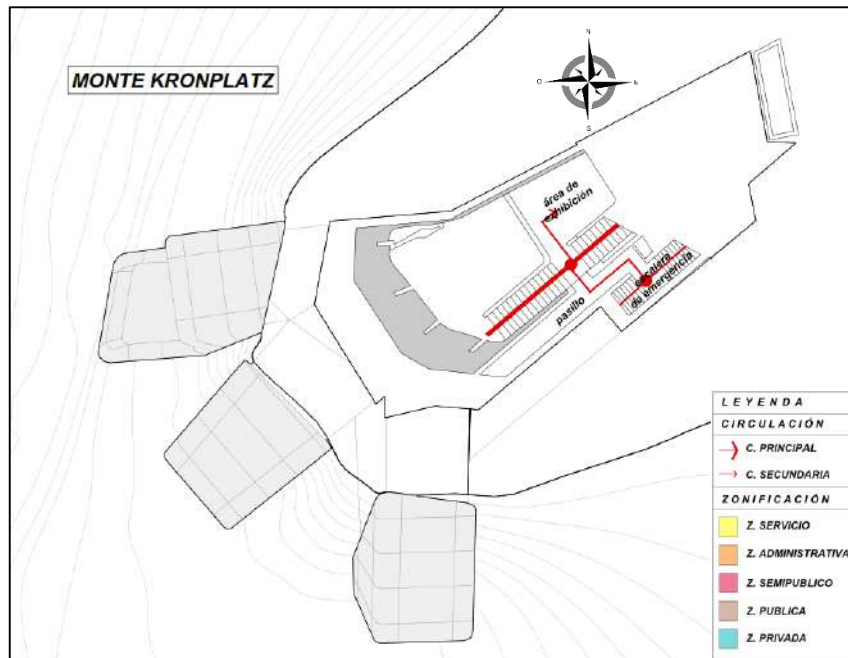 MONTE KRONPLATZ
N
O
E
S
área de
exhibición
escalera
de emergencia
pasillo
LEYENDA
CIRCULACIÓN
C. PRINCIPAL
C. SECUNDARIA
ZONIFICACIÓN
Z. SERVICIO
Z. ADMINISTRATIVA
Z. SEMIPUBLICO
Z. PUBLICA
Z. PRIVADA